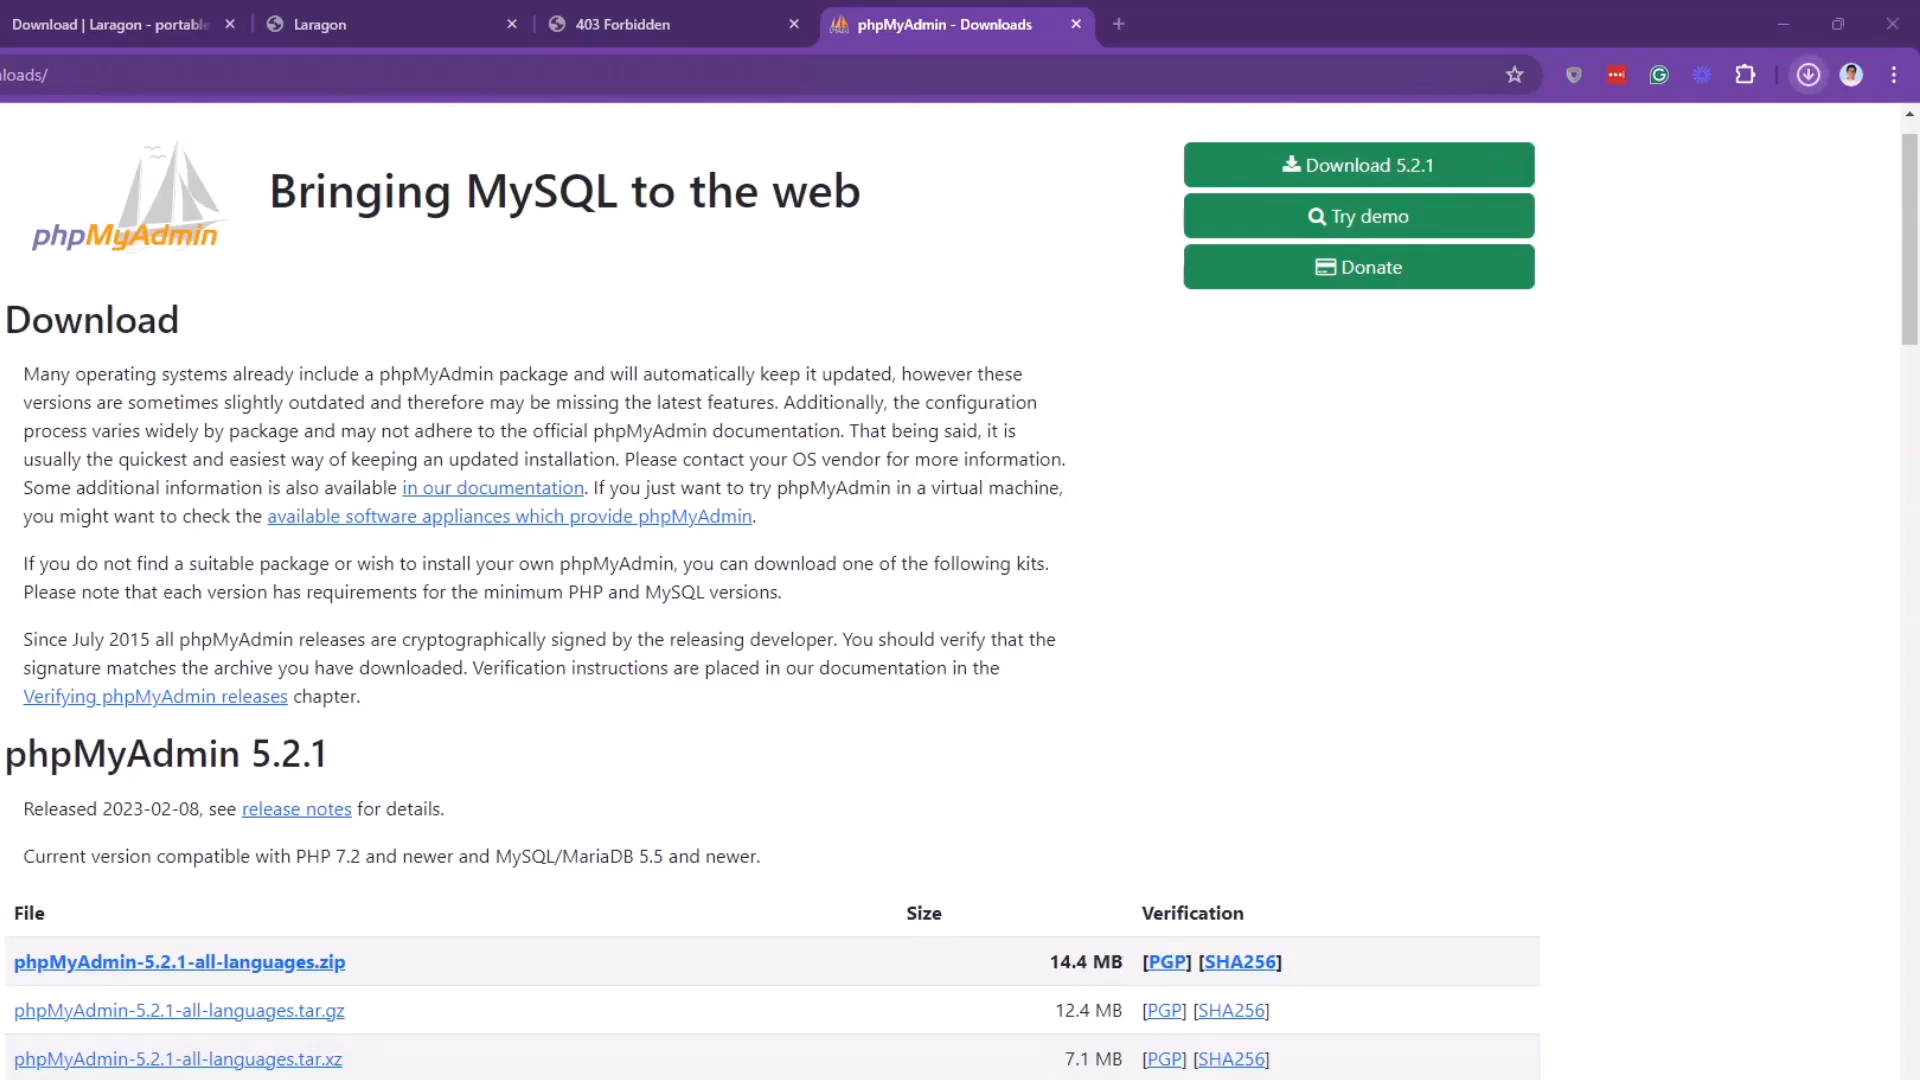 Download | Laragon - portable
Laragon
403 Forbidden
phpMyAdmin - Downloads
loads/
phpMyAdmin
Bringing MySQL to the web
Download 5.2.1
Try demo
Donate
Download
Many operating systems already include a phpMyAdmin package and will automatically keep it updated, however these
versions are sometimes slightly outdated and therefore may be missing the latest features. Additionally, the configuration
process varies widely by package and may not adhere to the official phpMyAdmin documentation. That being said, it is
usually the quickest and easiest way of keeping an updated installation. Please contact your OS vendor for more information.
Some additional information is also available in our documentation. If you just want to try phpMyAdmin in a virtual machine,
you might want to check the available software appliances which provide phpMyAdmin.
If you do not find a suitable package or wish to install your own phpMyAdmin, you can download one of the following kits.
Please note that each version has requirements for the minimum PHP and MySQL versions.
Since July 2015 all phpMyAdmin releases are cryptographically signed by the releasing developer. You should verify that the
signature matches the archive you have downloaded. Verification instructions are placed in our documentation in the
Verifying phpMyAdmin releases chapter.
phpMyAdmin 5.2.1
Released 2023-02-08, see release notes for details.
Current version compatible with PHP 7.2 and newer and MySQL/MariaDB 5.5 and newer.
File Size Verification
phpMyAdmin-5.2.1-all-languages.zip 14.4 MB [PGP] [SHA256]
phpMyAdmin-5.2.1-all-languages.tar.gz 12.4 MB [PGP] [SHA256]
phpMyAdmin-5.2.1-all-languages.tar.xz 7.1 MB [PGP] [SHA256]